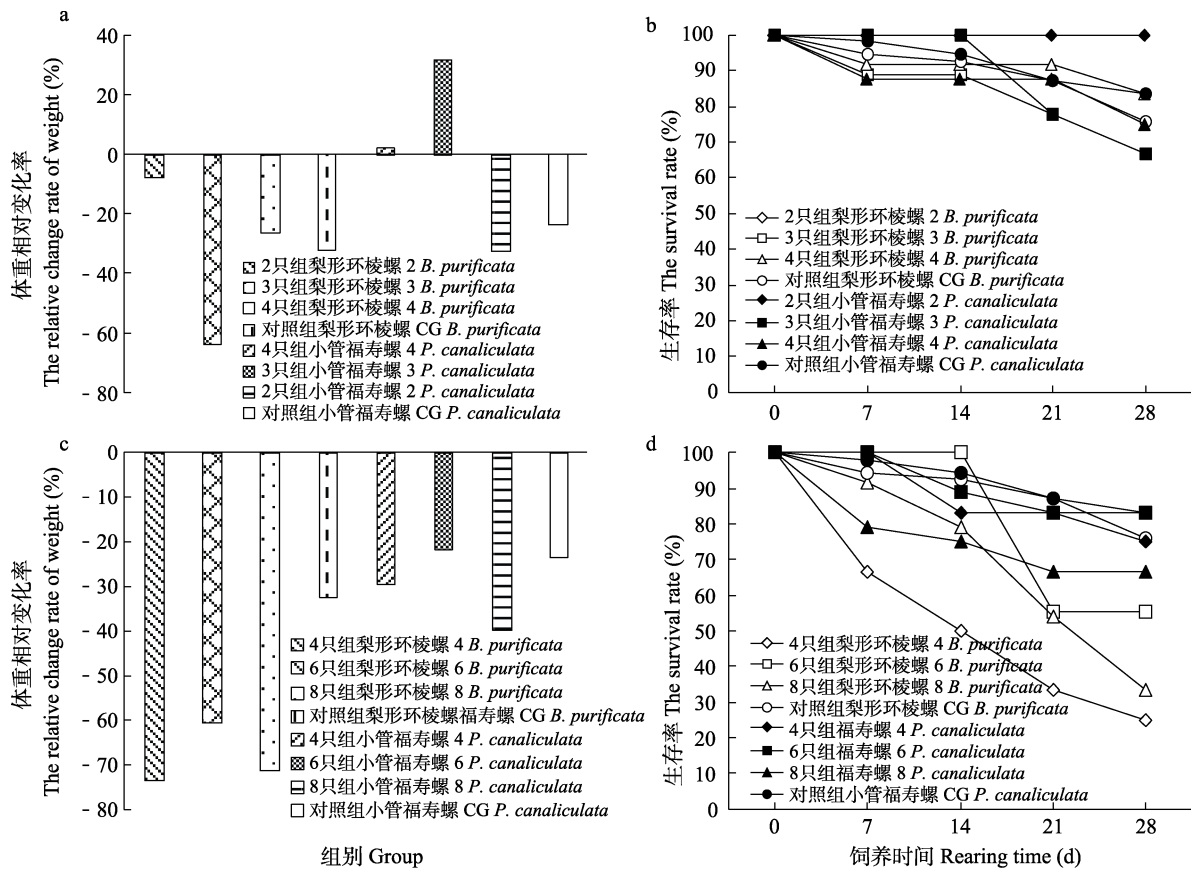 a
体重相对变化率
The relative change rate of weight (%)
40
20
0
- 20
- 40
- 60
- 80
2只组梨形环棱螺 2 B. purificata
3只组梨形环棱螺 3 B. purificata
4只组梨形环棱螺 4 B. purificata
对照组梨形环棱螺 CG B. purificata
4只组小管福寿螺 4 P. canaliculata
3只组小管福寿螺 3 P. canaliculata
2只组小管福寿螺 2 P. canaliculata
对照组小管福寿螺 CG P. canaliculata
b
生存率 The survival rate (%)
100
90
80
70
60
50
40
30
20
10
0
2只组梨形环棱螺 2 B. purificata
3只组梨形环棱螺 3 B. purificata
4只组梨形环棱螺 4 B. purificata
对照组梨形环棱螺 CG B. purificata
2只组小管福寿螺 2 P. canaliculata
3只组小管福寿螺 3 P. canaliculata
4只组小管福寿螺 4 P. canaliculata
对照组小管福寿螺 CG P. canaliculata
0 7 14 21 28
c
体重相对变化率
The relative change rate of weight (%)
0
- 10
- 20
- 30
- 40
- 50
- 60
- 70
- 80
4只组梨形环棱螺 4 B. purificata
6只组梨形环棱螺 6 B. purificata
8只组梨形环棱螺 8 B. purificata
对照组梨形环棱螺福寿螺 CG B. purificata
4只组小管福寿螺 4 P. canaliculata
6只组小管福寿螺 6 P. canaliculata
8只组小管福寿螺 8 P. canaliculata
对照组小管福寿螺 CG P. canaliculata
组别 Group
d
生存率 The survival rate (%)
100
90
80
70
60
50
40
30
20
10
0
4只组梨形环棱螺 4 B. purificata
6只组梨形环棱螺 6 B. purificata
8只组梨形环棱螺 8 B. purificata
对照组梨形环棱螺 CG B. purificata
4只组福寿螺 4 P. canaliculata
6只组福寿螺 6 P. canaliculata
8只组福寿螺 8 P. canaliculata
对照组小管福寿螺 CG P. canaliculata
0 7 14 21 28
饲养时间 Rearing time (d)